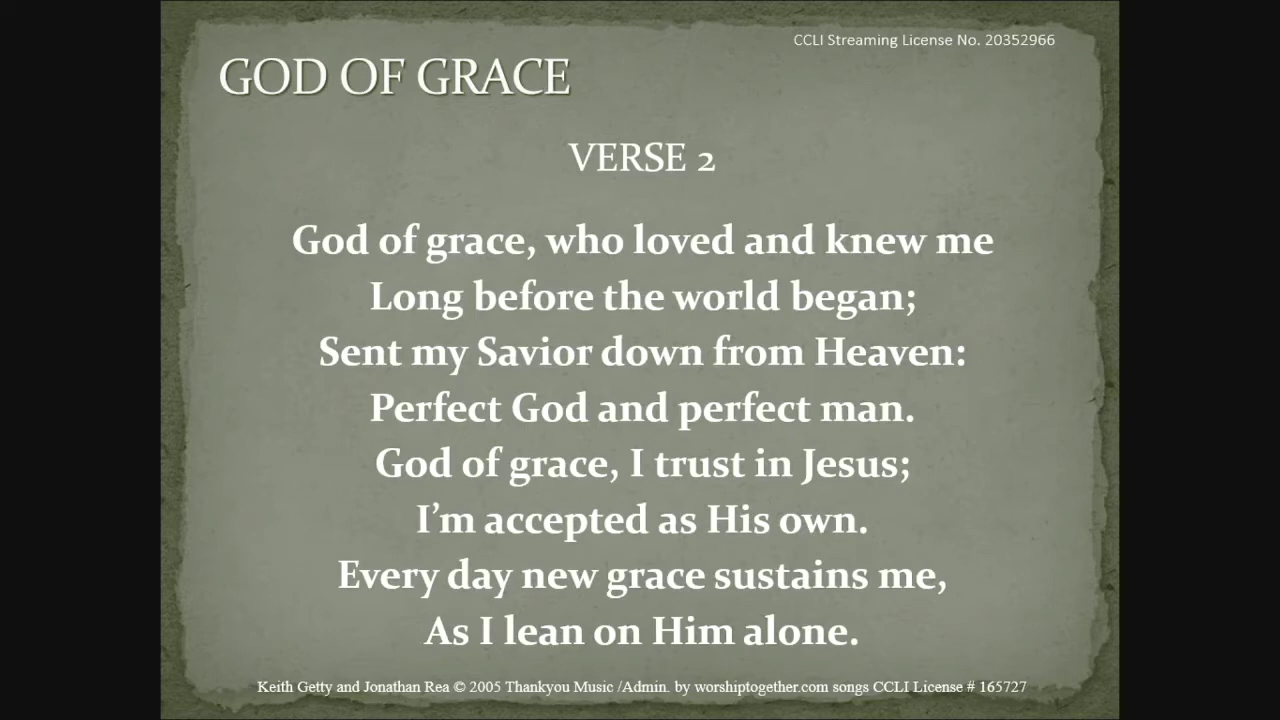 CCLI Streaming License No. 20352966
GOD OF GRACE
VERSE 2
God of grace, who loved and knew me
Long before the world began;
Sent my Savior down from Heaven:
Perfect God and perfect man.
God of grace, I trust in Jesus;
I’m accepted as His own.
Every day new grace sustains me,
As I lean on Him alone.
Keith Getty and Jonathan Rea © 2005 Thankyou Music /Admin. by worshiptogether.com songs CCLI License # 165727